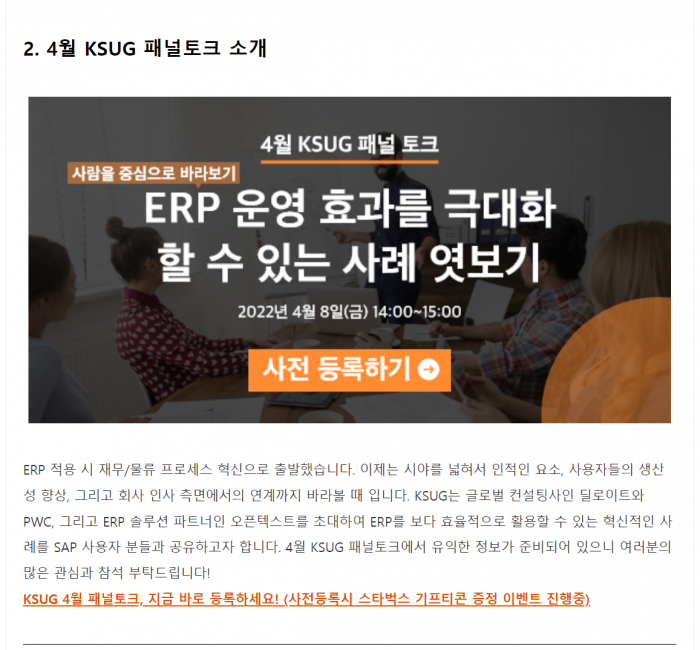 2. 4월 KSUG 패널토크 소개
4월 KSUG 패널 토크
사람을 중심으로 바라보기
ERP 운영 효과를 극대화
할 수 있는 사례 엿보기
2022년 4월 8일(금) 14:00~15:00
사전 등록하기
ERP 적용 시 재무/물류 프로세스 혁신으로 출발했습니다. 이제는 시야를 넓혀서 인적인 요소, 사용자들의 생산
성 향상, 그리고 회사 인사 측면에서의 연계까지 바라볼 때 입니다. KSUG는 글로벌 컨설팅사인 딜로이트와
PWC, 그리고 ERP 솔루션 파트너인 오픈텍스트를 초대하여 ERP를 보다 효율적으로 활용할 수 있는 혁신적인 사
례를 SAP 사용자 분들과 공유하고자 합니다. 4월 KSUG 패널토크에서 유익한 정보가 준비되어 있으니 여러분의
많은 관심과 참석 부탁드립니다!
KSUG 4월 패널토크, 지금 바로 등록하세요! (사전등록시 스타벅스 기프티콘 증정 이벤트 진행중)